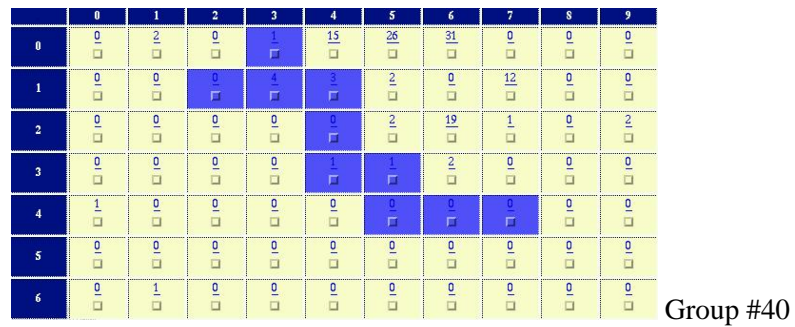 0 1 2 3 4 5 6 7 8 9
0 0 2 0 1 15 26 31 0 0 0
1 0 0 0 4 3 2 0 12 0 0
2 0 0 0 0 0 2 19 1 0 2
3 0 0 0 0 1 1 2 0 0 0
4 1 0 0 0 0 0 0 0 0 0
5 0 0 0 0 0 0 0 0 0 0
6 0 1 0 0 0 0 0 0 0 0
Group #40